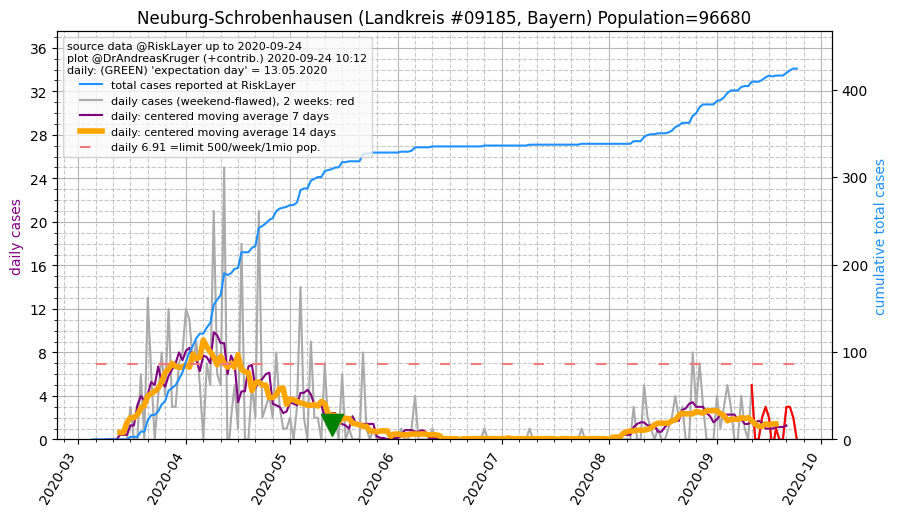 Neuburg-Schrobenhausen (Landkreis #09185, Bayern) Population=96680
source data @RiskLayer up to 2020-09-24
plot @DrAndreasKruger (+contrib.) 2020-09-24 10:12
daily: (GREEN) 'expectation day' = 13.05.2020
total cases reported at RiskLayer
daily cases (weekend-flawed), 2 weeks: red
daily: centered moving average 7 days
daily: centered moving average 14 days
daily 6.91 =limit 500/week/1mio pop.
daily cases
36
32
28
24
20
16
12
8
4
0
400
300
200
100
0
cumulative total cases
2020-03
2020-04
2020-05
2020-06
2020-07
2020-08
2020-09
2020-10